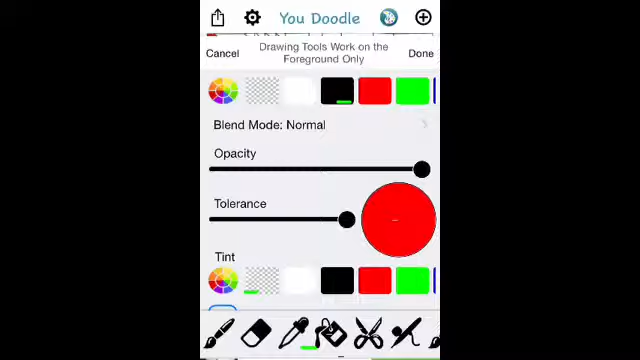 You Doodle
Cancel
Drawing Tools Work on the
Foreground Only
Done
Blend Mode: Normal
Opacity
Tolerance
Tint